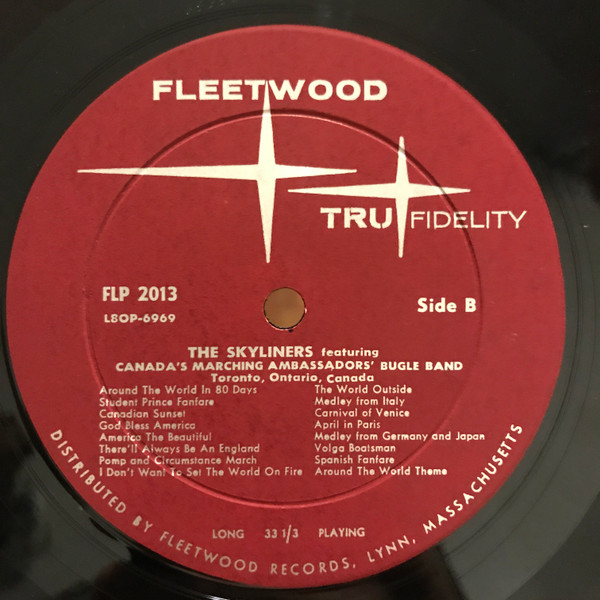 FLEETWOOD
TRU FIDELITY
FLP 2013
LSOP-6969
Side B
THE SKYLINERS featuring
CANADA'S MARCHING AMBASSADORS' BUGLE BAND
Toronto, Ontario, Canada
Around The World In 80 Days
Student Prince Fanfare
Canadian Sunset
God Bless America
America The Beautiful
There'll Always Be An England
Pomp and Circumstance March
I Don't Want To Set The World On Fire
The World Outside
Medley from Italy
Carnival of Venice
April in Paris
Medley from Germany and Japan
Volga Boatsman
Spanish Fanfare
Around The World Theme
LONG 33 1/3 PLAYING
DISTRIBUTED BY FLEETWOOD RECORDS, LYNN, MASSACHUSETTS